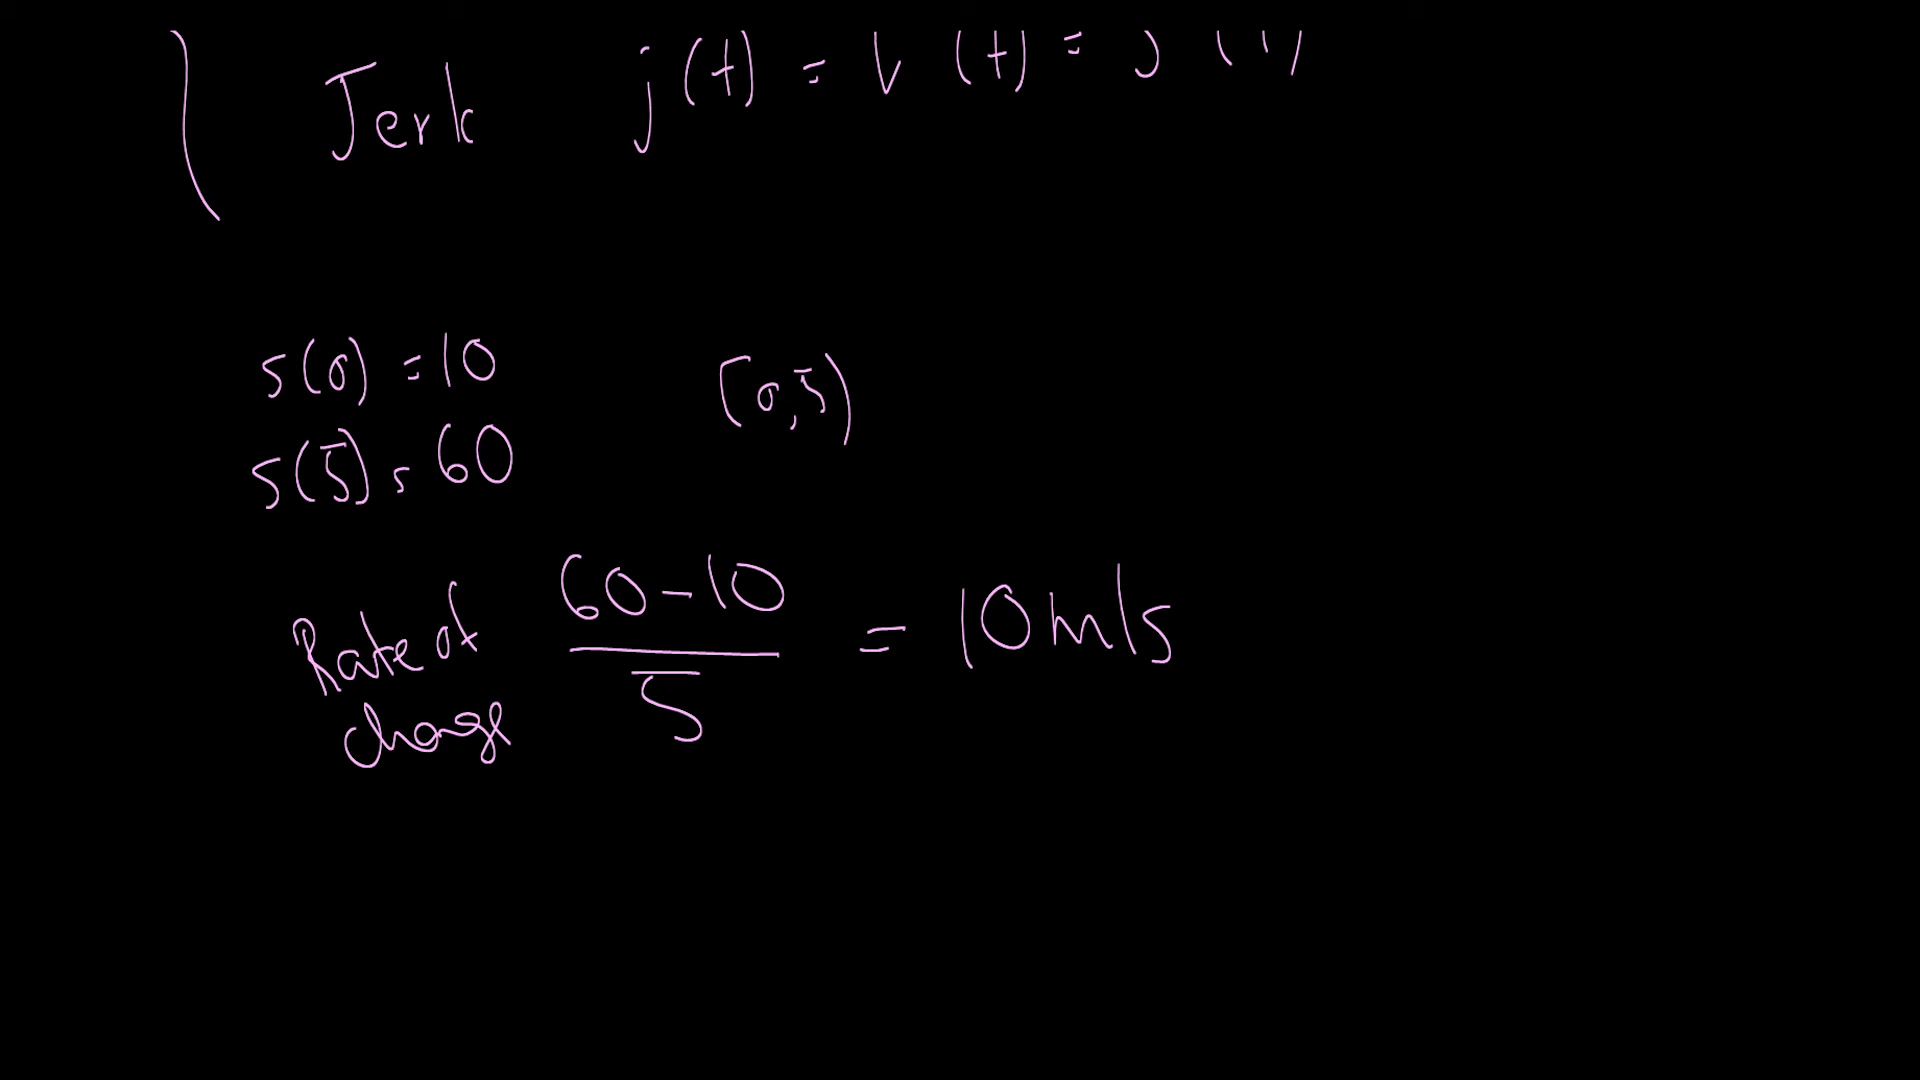 Jerk j(t) = v (t) =
s(0) = 10 (0,5)
s(5) = 60
Rate of 60-10 = 10m/s
change 5